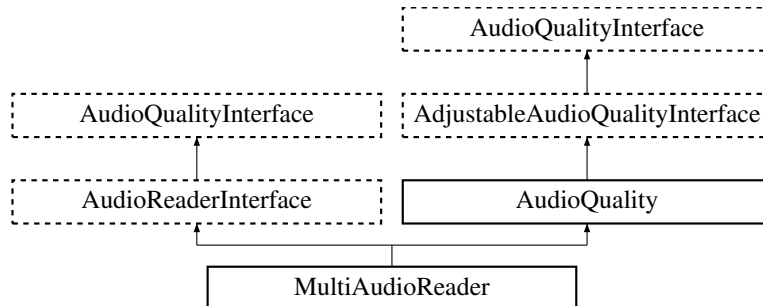 AudioQualityInterface
AudioQualityInterface
AdjustableAudioQualityInterface
AudioReaderInterface
AudioQuality
MultiAudioReader